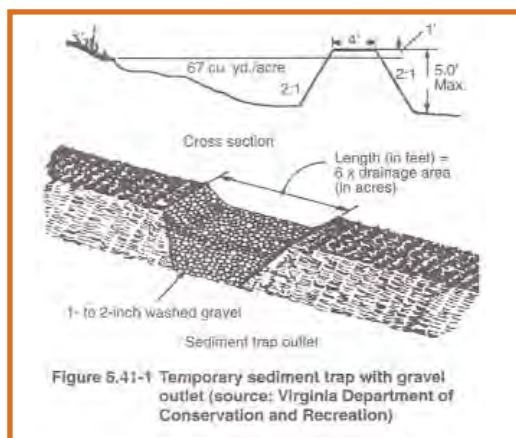 4'
1'
67 cu. yd./acre
2:1
2:1
5.0'
Max.
Cross section
Length (in feet) =
6 x drainage area
(in acres)
1- to 2-inch washed gravel
Sediment trap outlet
Figure 5.41-1 Temporary sediment trap with gravel
outlet (source: Virginia Department of
Conservation and Recreation)